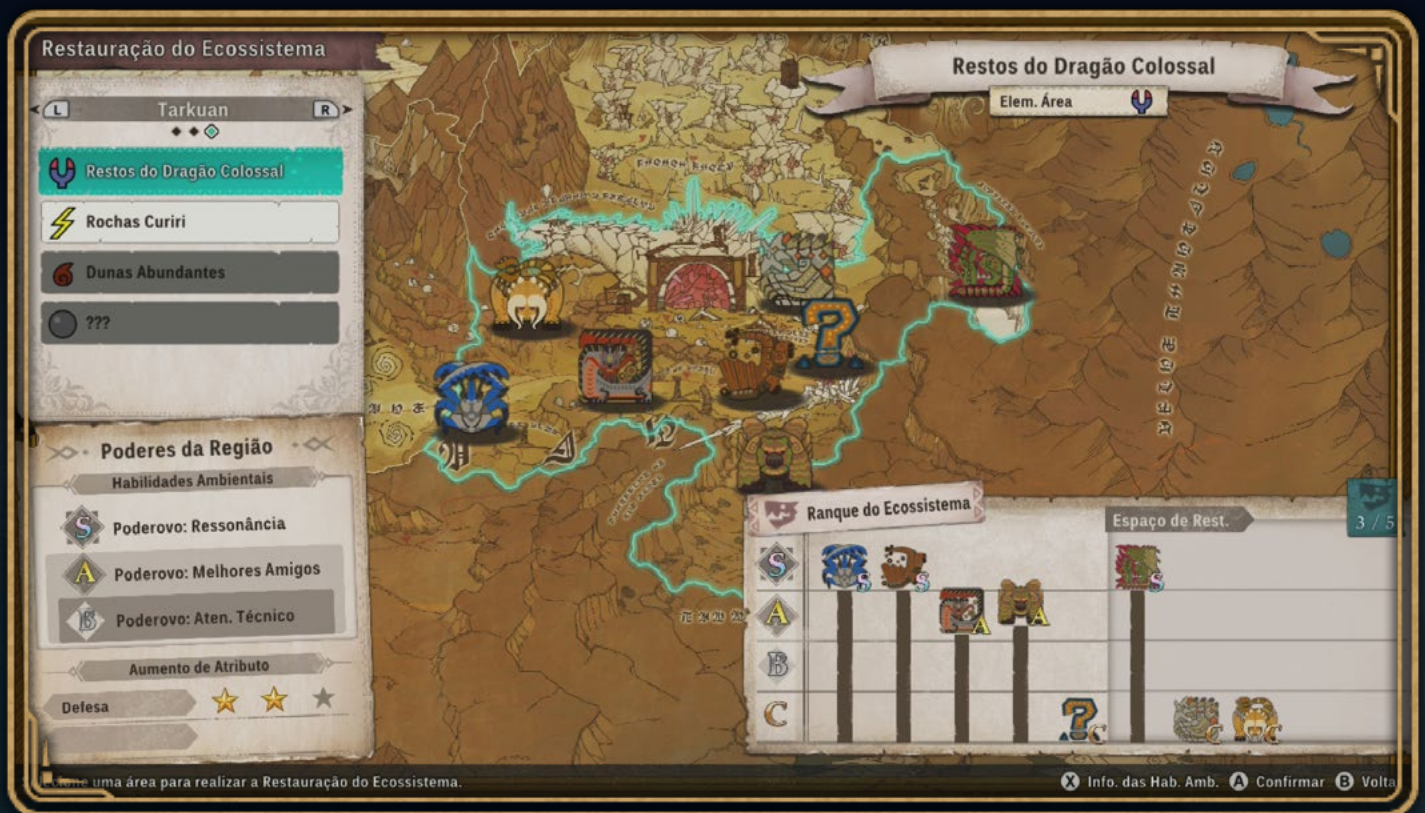 Restauração do Ecossistema
L Tarkuan R
Restos do Dragão Colossal
Rochas Curiri
Dunas Abundantes
???
Poderes da Região
Habilidades Ambientais
S Poderovo: Ressonância
A Poderovo: Melhores Amigos
B Poderovo: Aten. Técnico
Aumento de Atributo
Defesa
Restos do Dragão Colossal
Elem. Área
Ranque do Ecossistema
Espaço de Rest.
3 / 5
S S S S
A A A
B
C C C C
uma área para realizar a Restauração do Ecossistema.
X Info. das Hab. Amb. A Confirmar B Volta